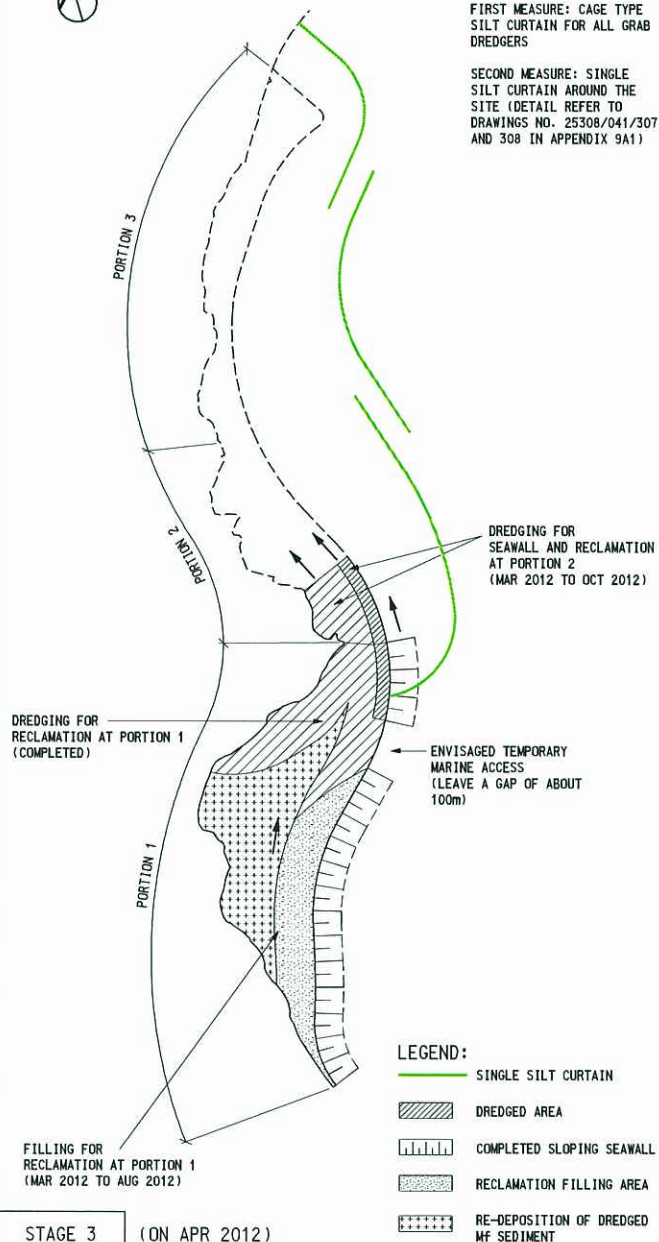 FIRST MEASURE: CAGE TYPE
SILT CURTAIN FOR ALL GRAB
DREDGERS
SECOND MEASURE: SINGLE
SILT CURTAIN AROUND THE
SITE (DETAIL REFER TO
DRAWINGS NO. 25308/041/307
AND 308 IN APPENDIX 9A1)
PORTION 3
PORTION 2
DREDGING FOR
SEAWALL AND RECLAMATION
AT PORTION 2
(MAR 2012 TO OCT 2012)
DREDGING FOR
RECLAMATION AT PORTION 1
(COMPLETED)
ENVISAGED TEMPORARY
MARINE ACCESS
(LEAVE A GAP OF ABOUT
100m)
PORTION 1
FILLING FOR
RECLAMATION AT PORTION 1
(MAR 2012 TO AUG 2012)
LEGEND:
SINGLE SILT CURTAIN
DREDGED AREA
COMPLETED SLOPING SEAWALL
RECLAMATION FILLING AREA
RE-DEPOSITION OF DREDGED
Mf SEDIMENT
STAGE 3 (ON APR 2012)